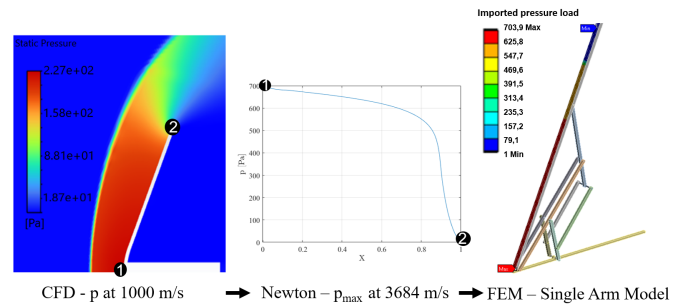 Imported pressure load
Static Pressure
2.27e+02
1.58e+02
8.81e+01
1.87e+01
[Pa]
1
2
700
600
500
400
300
200
100
0
p [Pa]
0
0.2
0.4
0.6
0.8
1
X
1
2
703,9 Max
625,8
547,7
469,6
391,5
313,4
235,3
157,2
79,1
1 Min
Min
Max
CFD - p at 1000 m/s
Newton – pmax at 3684 m/s
FEM – Single Arm Model